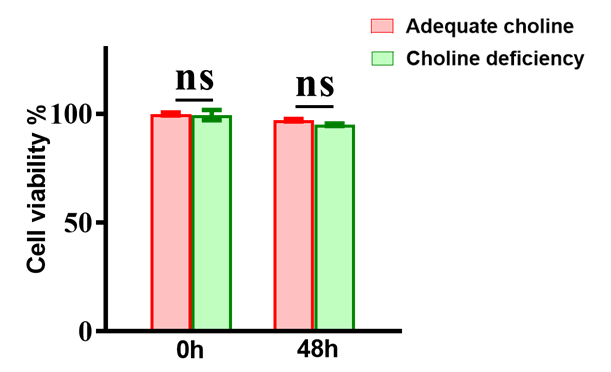 Adequate choline
Choline deficiency
Cell viability %
100
50
0
ns
ns
0h
48h